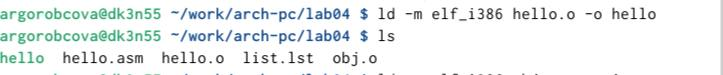 argorobcova@dk3n55 ~/work/arch-pc/lab04 $ ld -m elf_i386 hello.o -o hello
argorobcova@dk3n55 ~/work/arch-pc/lab04 $ ls
hello hello.asm hello.o list.lst obj.o